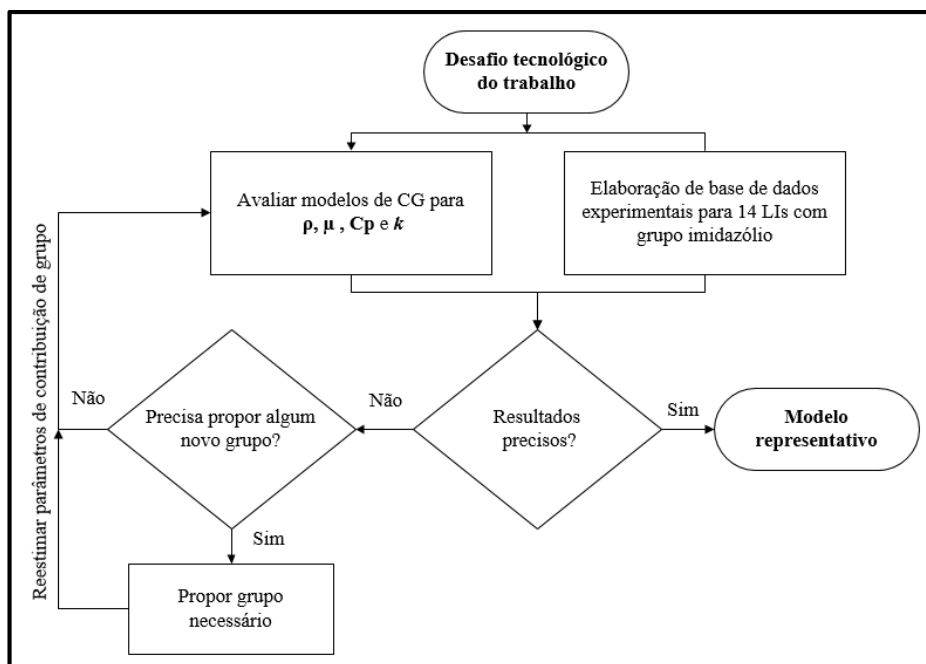 Desafio tecnológico
do trabalho
Avaliar modelos de CG para
ρ, μ , Cp e k
Elaboração de base de dados
experimentais para 14 LIs com
grupo imidazólio
Reestimar parâmetros de contribuição de grupo
Não
Precisa propor algum
novo grupo?
Não
Resultados
precisos?
Sim
Modelo
representativo
Sim
Propor grupo
necessário